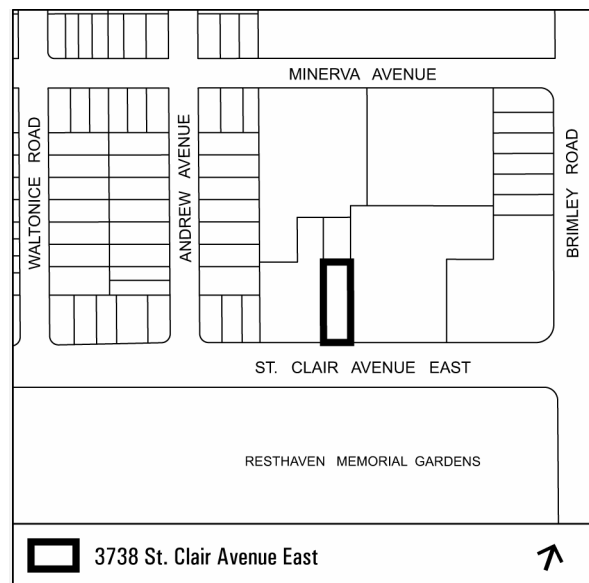 MINERVA AVENUE
WALTONICE ROAD
ANDREW AVENUE
BRIMLEY ROAD
ST. CLAIR AVENUE EAST
RESTHAVEN MEMORIAL GARDENS
3738 St. Clair Avenue East